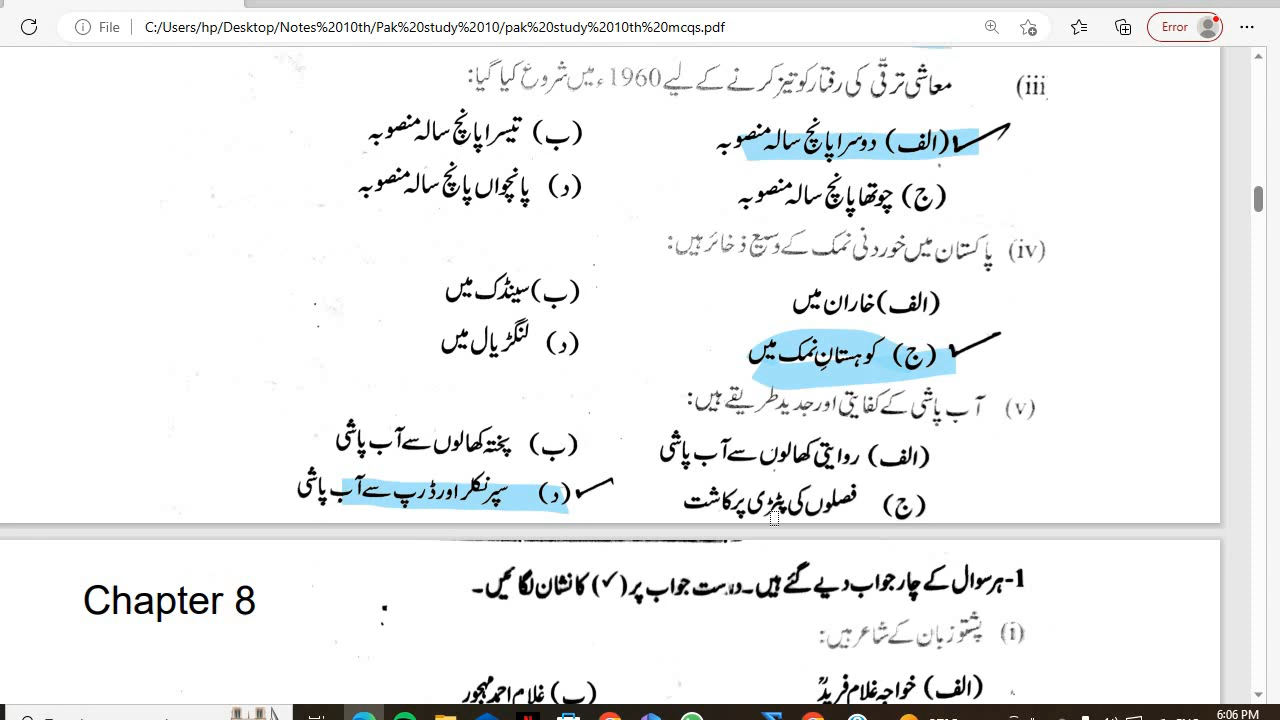 File C:/Users/hp/Desktop/Notes%2010th/Pak%20study%2010/pak%20study%2010th%20mcqs.pdf Error
(iii) معاشی ترقّی کی رفتار کو تیز کرنے کے لیے 1960ء میں شروع کیا گیا:
(الف) دوسرا پانچ سالہ منصوبہ (ب) تیسرا پانچ سالہ منصوبہ
(ج) چوتھا پانچ سالہ منصوبہ (د) پانچواں پانچ سالہ منصوبہ
(iv) پاکستان میں خوردنی نمک کے وسیع ذخائر ہیں:
(الف) خاران میں (ب) سینڈک میں
(ج) کوہستانِ نمک میں (د) لنگڑیال میں
(v) آب پاشی کے کفایتی اور جدید طریقے ہیں:
(الف) روایتی کھالوں سے آب پاشی (ب) پختہ کھالوں سے آب پاشی
(ج) فصلوں کی پٹڑی پر کاشت (د) سپرنکلر اور ڈرپ سے آب پاشی
1- ہر سوال کے چار جواب دیے گئے ہیں۔ درست جواب پر (✓) کا نشان لگائیں۔
Chapter 8
(i) پشتو زبان کے شاعر ہیں:
(الف) خواجہ غلام فریدؒ (ب) غلام احمد مہجور
6:06 PM